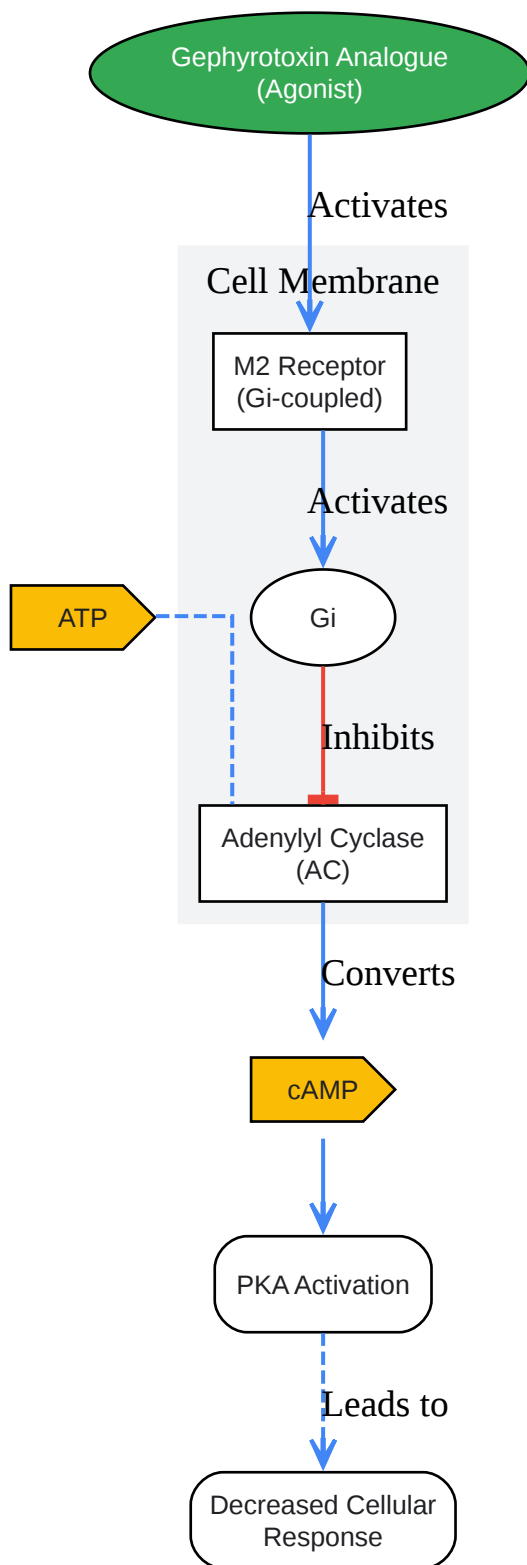 Gephyrotoxin Analogue
(Agonist)
Activates
Cell Membrane
M2 Receptor
(Gi-coupled)
Activates
ATP
Gi
Inhibits
Adenylyl Cyclase
(AC)
Converts
cAMP
PKA Activation
Leads to
Decreased Cellular
Response